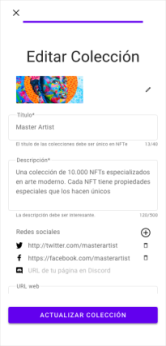 Editar Colección
Título*
Master Artist
El título de las colecciones debe ser único en NFTs
13/40
Descripción*
Una colección de 10.000 NFTs especializados
en arte moderno. Cada NFT tiene propiedades
especiales que los hacen únicos
La descripción debe ser interesante
120/500
Redes sociales
http://twitter.com/masterartist
https://facebook.com/masterartist
URL de tu página en Discord
URL web
ACTUALIZAR COLECCIÓN